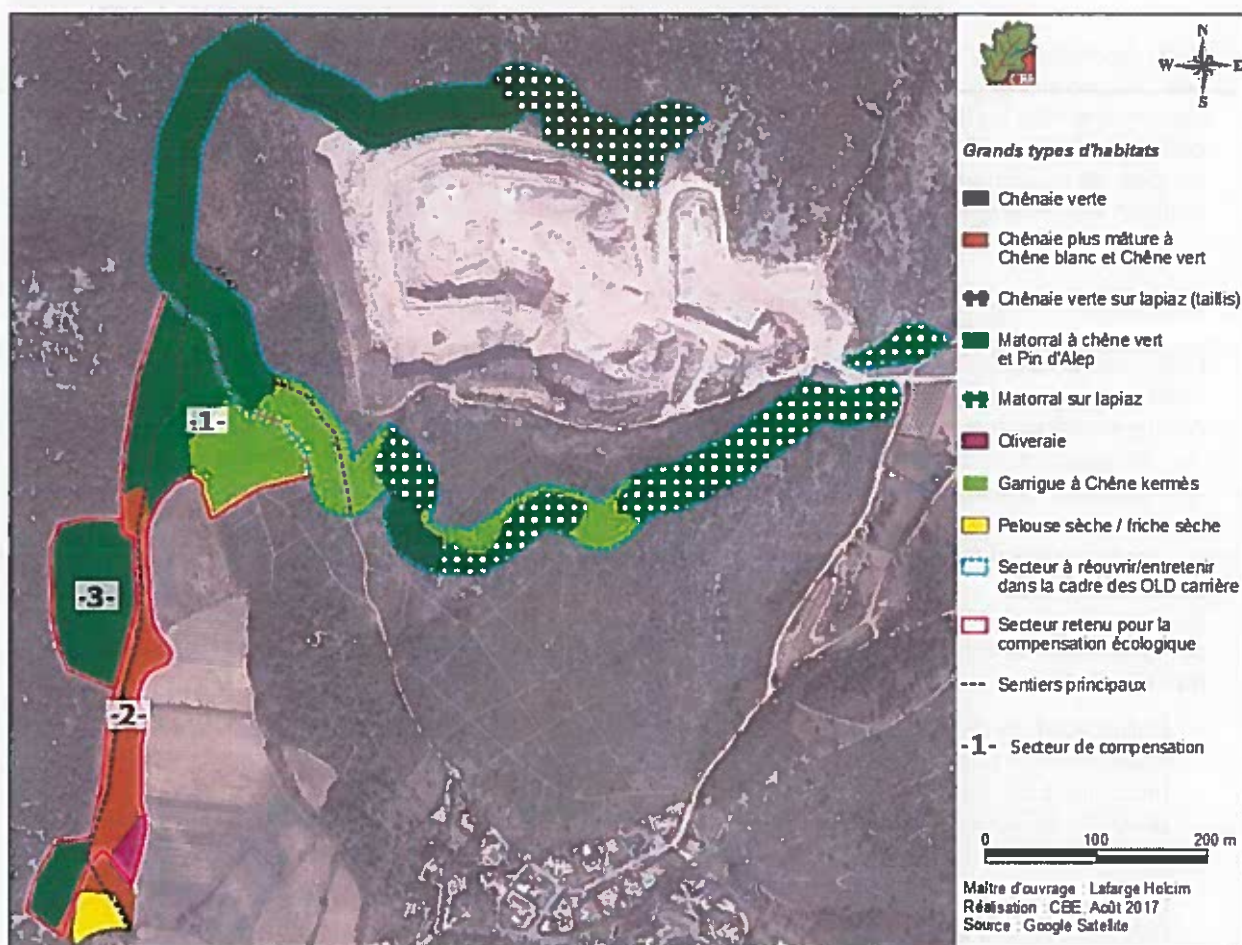 CBE
N
W E
S
Grands types d'habitats
Chênaie verte
Chênaie plus mâture à
Chêne blanc et Chêne vert
Chênaie verte sur lapiaz (taillis)
Matorral à chêne vert
et Pin d'Alep
Matorral sur lapiaz
Oliveraie
Garrigue à Chêne kermès
Pelouse sèche / friche sèche
Secteur à réouvrir/entretenir
dans la cadre des OLD carrière
Secteur retenu pour la
compensation écologique
Sentiers principaux
-1- Secteur de compensation
0 100 200 m
Maître d'ouvrage : Lafarge Holcim
Réalisation : CBE, Août 2017
Source : Google Satellite
-1-
-3-
-2-